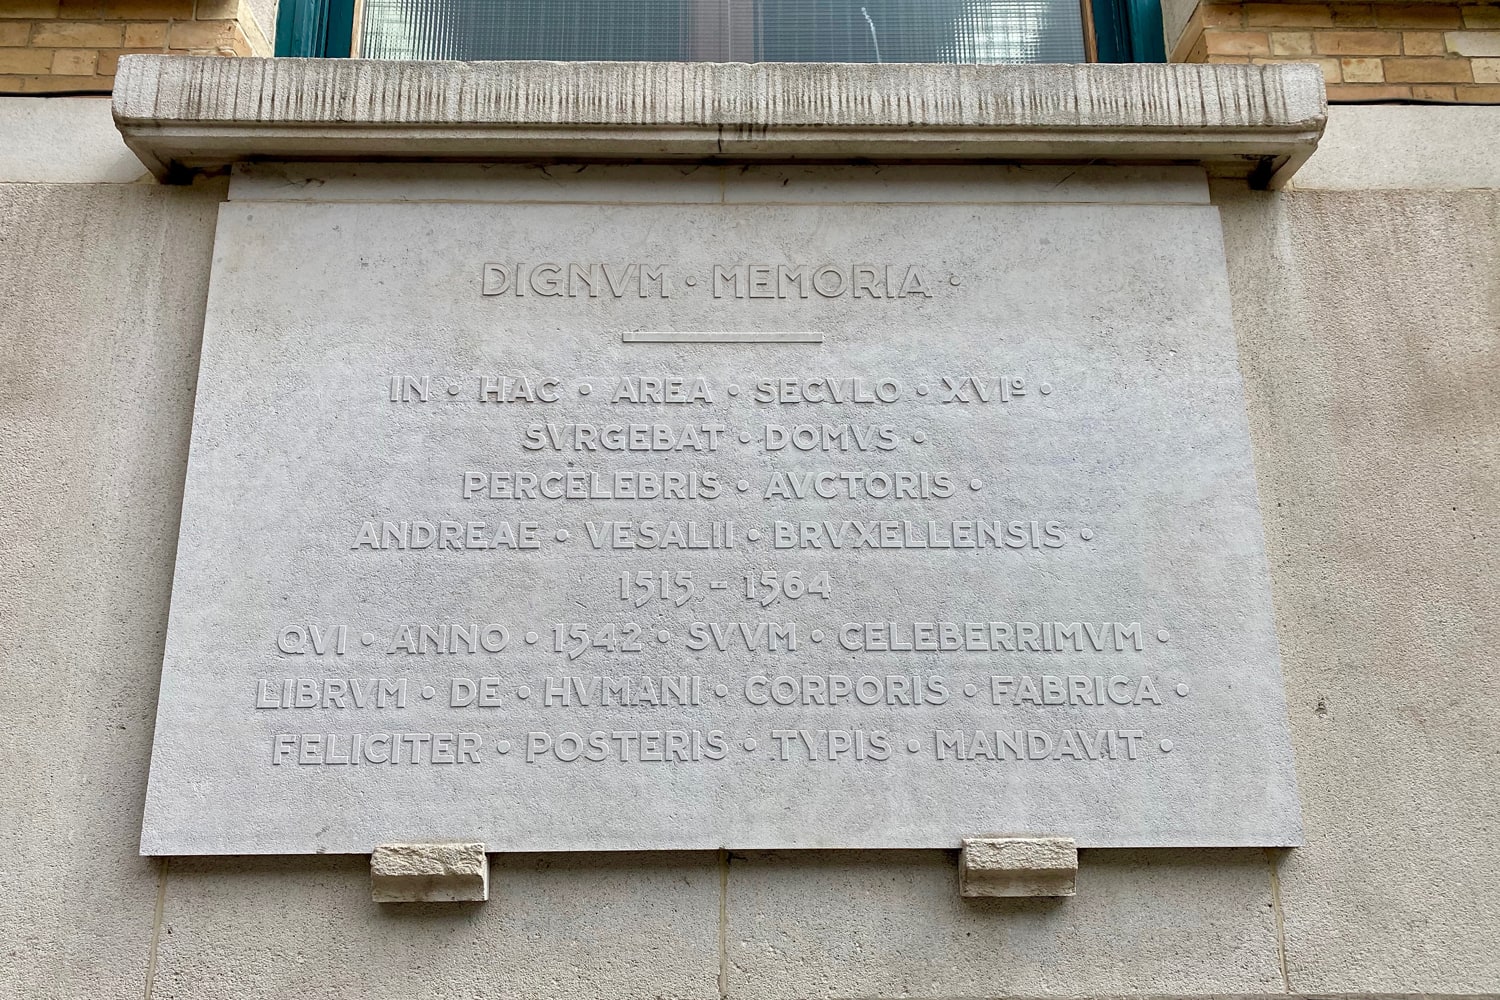 DIGNVM · MEMORIA ·
IN · HAC · AREA · SECVLO · XVIº ·
SVRGEBAT · DOMVS ·
PERCELEBRIS · AVCTORIS ·
ANDREAE · VESALII · BRVXELLENSIS ·
1515 - 1564
QVI · ANNO · 1542 · SVVM · CELEBERRIMVM ·
LIBRVM · DE · HVMANI · CORPORIS · FABRICA ·
FELICITER · POSTERIS · TYPIS · MANDAVIT ·